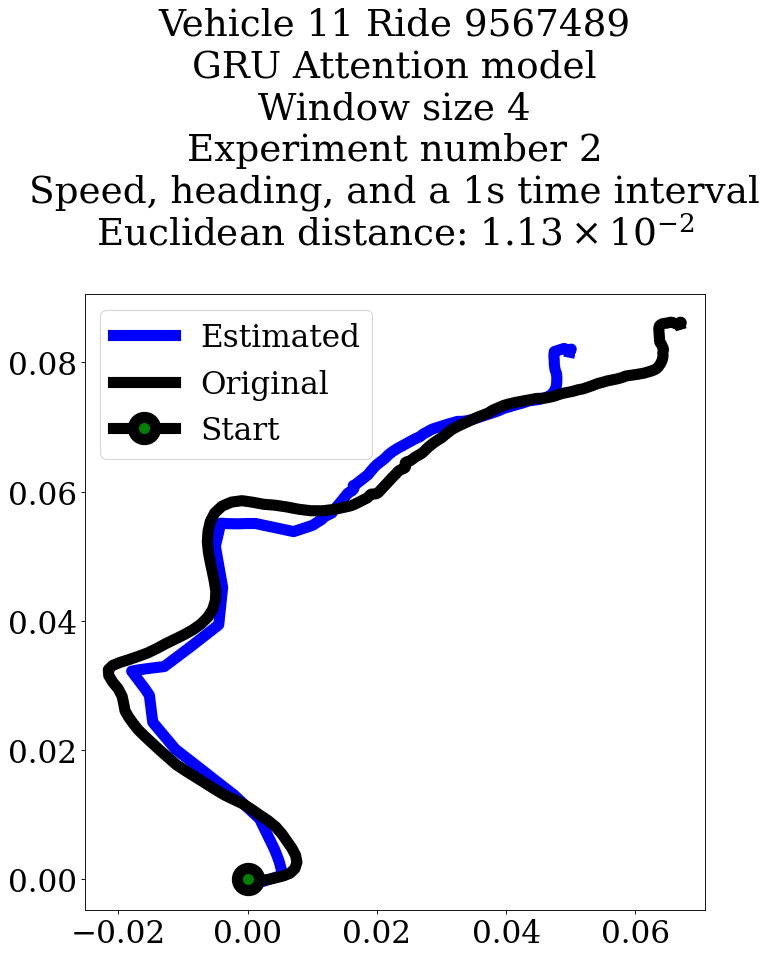 Vehicle 11 Ride 9567489
GRU Attention model
Window size 4
Experiment number 2
Speed, heading, and a 1s time interval
Euclidean distance: 1.13 × 10⁻²
Estimated
Original
Start
0.08
0.06
0.04
0.02
0.00
−0.02 0.00 0.02 0.04 0.06